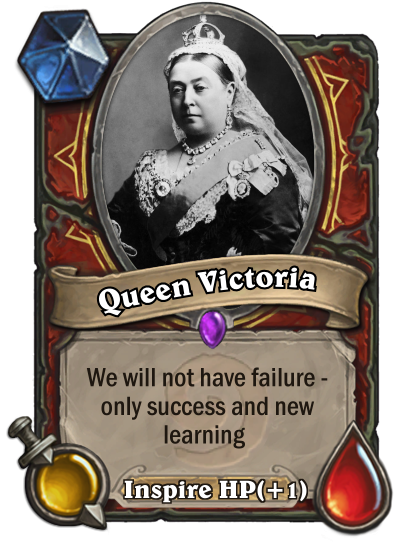 Queen Victoria
We will not have failure -
only success and new
learning
Inspire HP(+1)